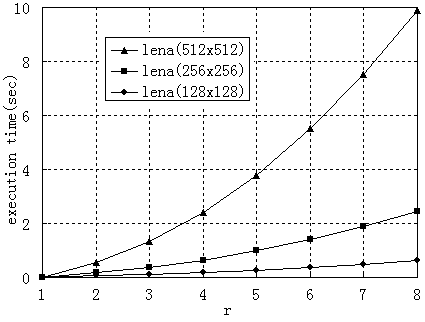 10
8
6
4
2
0
execution time(sec)
lena(512x512)
lena(256x256)
lena(128x128)
1 2 3 4 5 6 7 8
r